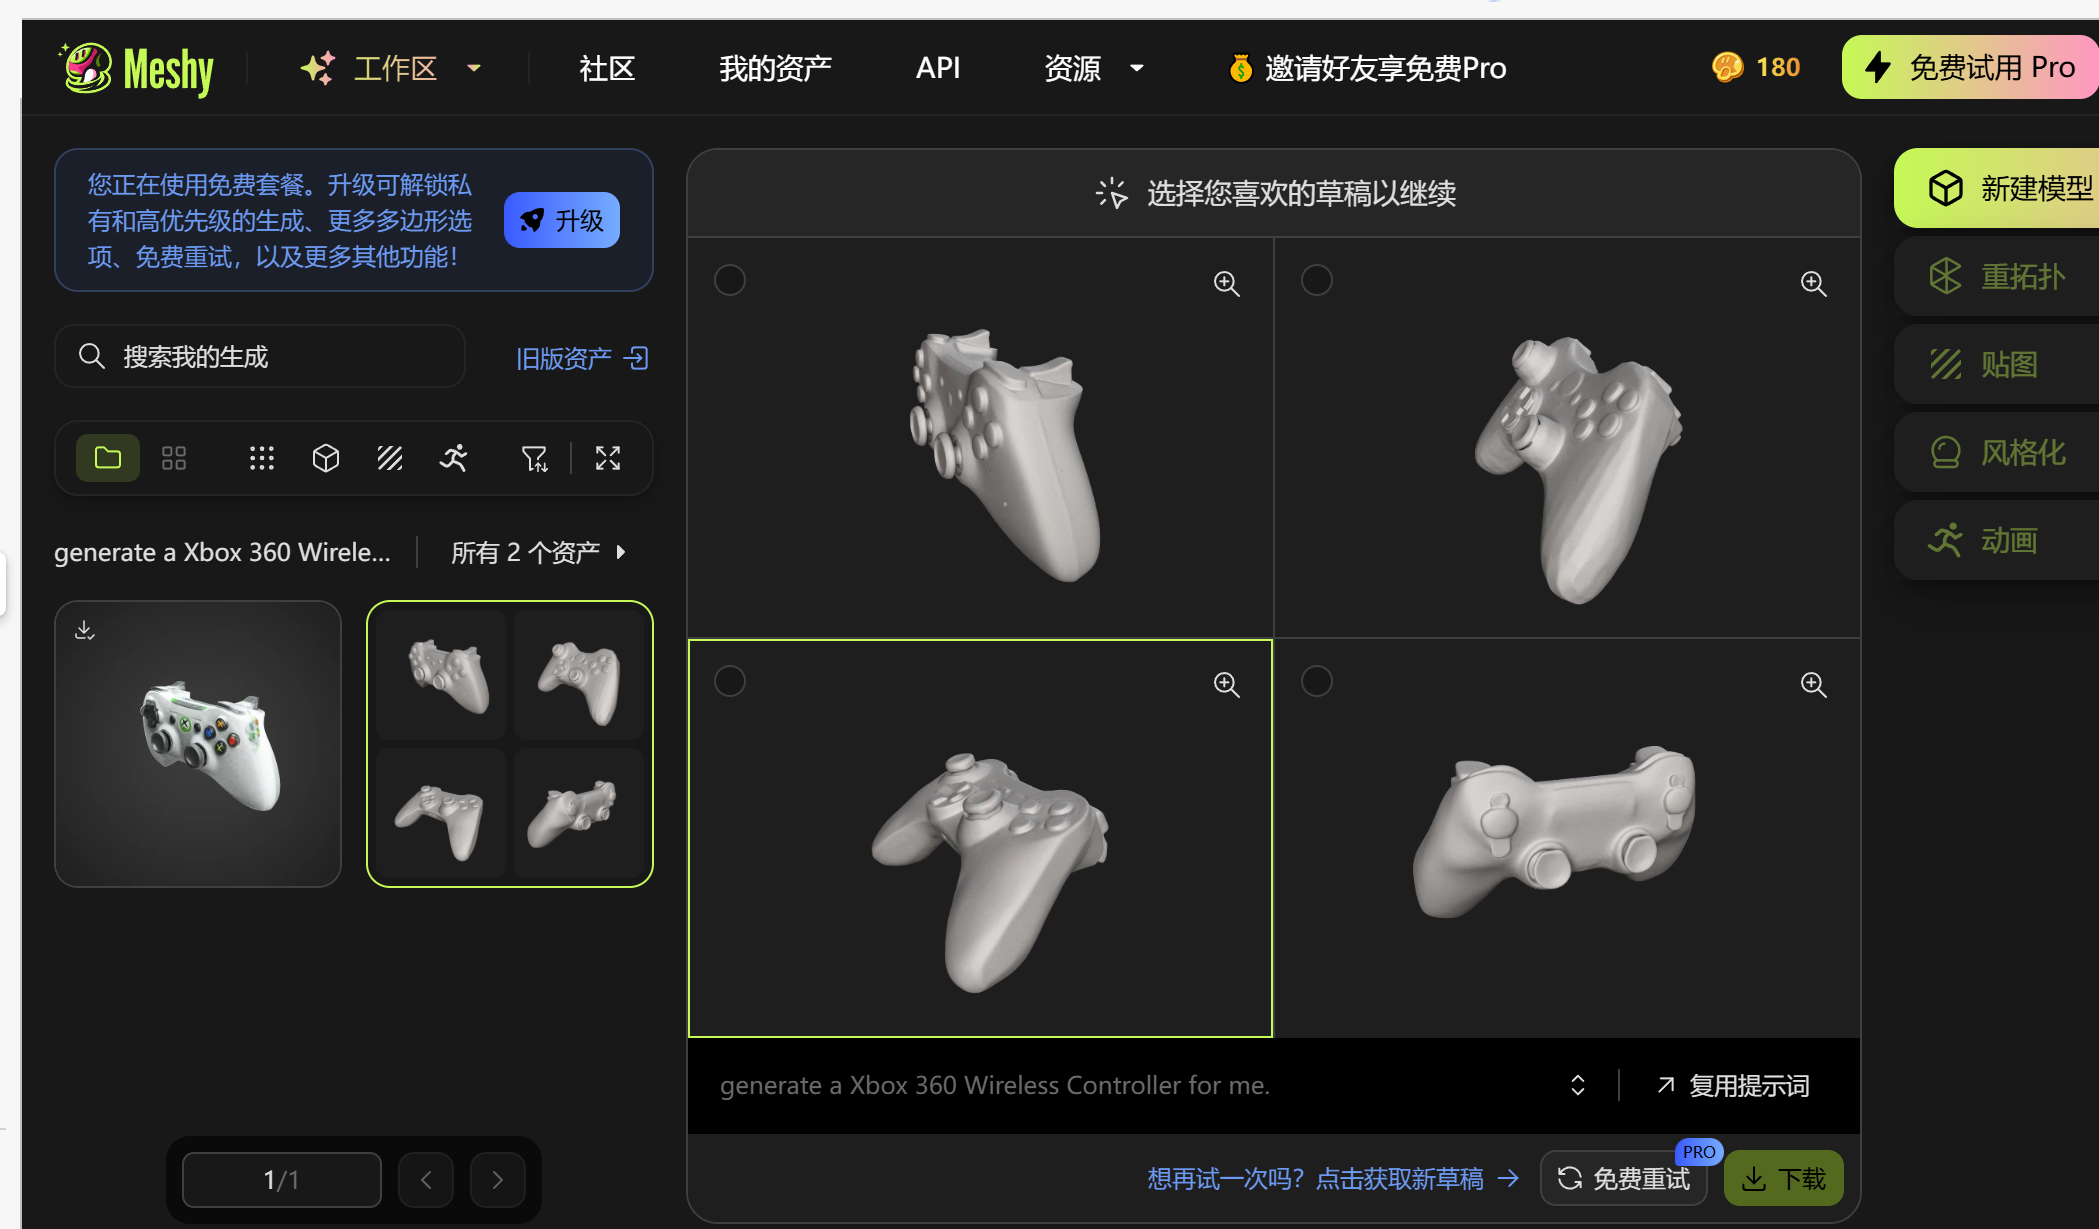 Meshy
工作区
社区
我的资产
API
资源
邀请好友享免费Pro
180
免费试用 Pro
您正在使用免费套餐。升级可解锁私
有和高优先级的生成、更多多边形选
项、免费重试，以及更多其他功能！
升级
搜索我的生成
旧版资产
generate a Xbox 360 Wirele...
所有 2 个资产
1/1
选择您喜欢的草稿以继续
generate a Xbox 360 Wireless Controller for me.
复用提示词
想再试一次吗？点击获取新草稿
免费重试
PRO
下载
新建模型
重拓扑
贴图
风格化
动画